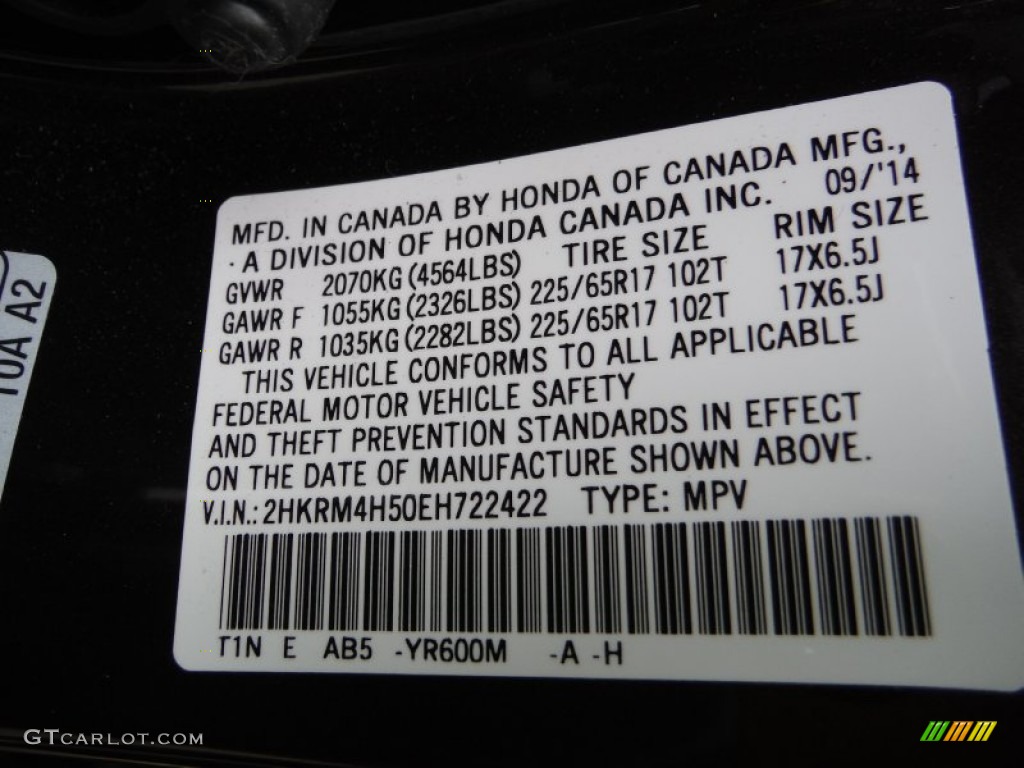 MFD. IN CANADA BY HONDA OF CANADA MFG.,
· A DIVISION OF HONDA CANADA INC. 09/'14
GVWR 2070KG (4564LBS) TIRE SIZE RIM SIZE
GAWR F 1055KG (2326LBS) 225/65R17 102T 17X6.5J
GAWR R 1035KG (2282LBS) 225/65R17 102T 17X6.5J
THIS VEHICLE CONFORMS TO ALL APPLICABLE
FEDERAL MOTOR VEHICLE SAFETY
AND THEFT PREVENTION STANDARDS IN EFFECT
ON THE DATE OF MANUFACTURE SHOWN ABOVE.
V.I.N.: 2HKRM4H50EH722422 TYPE: MPV
T1N E AB5 -YR600M -A -H
10A A2
GTCARLOT.COM